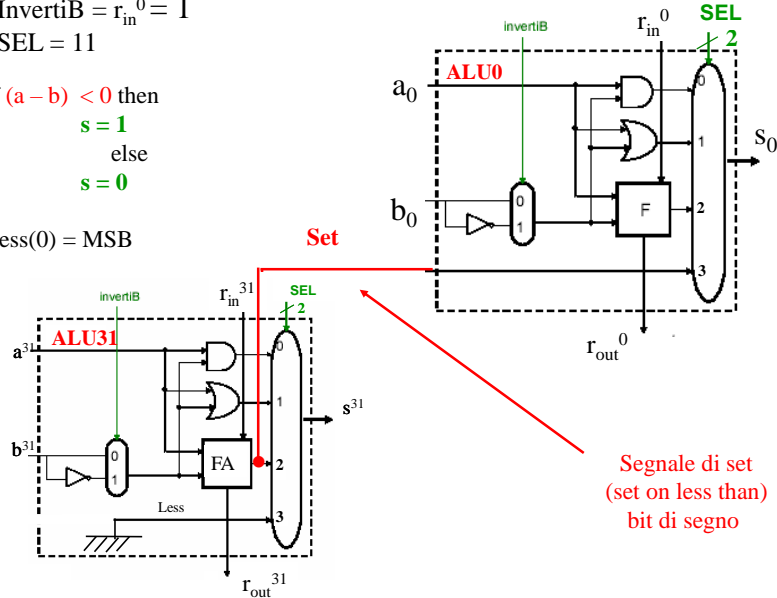 InvertiB = r_in^0 = 1
SEL = 11
(a – b) < 0 then
s = 1
else
s = 0
ess(0) = MSB
invertiB
r_in^0
SEL
2
ALU0
a_0
0
1
s_0
b_0
0
1
F
2
3
r_out^0
Set
invertiB
r_in^31
SEL
2
ALU31
a^31
0
1
s^31
b^31
0
1
FA
2
Less
3
r_out^31
Segnale di set
(set on less than)
bit di segno